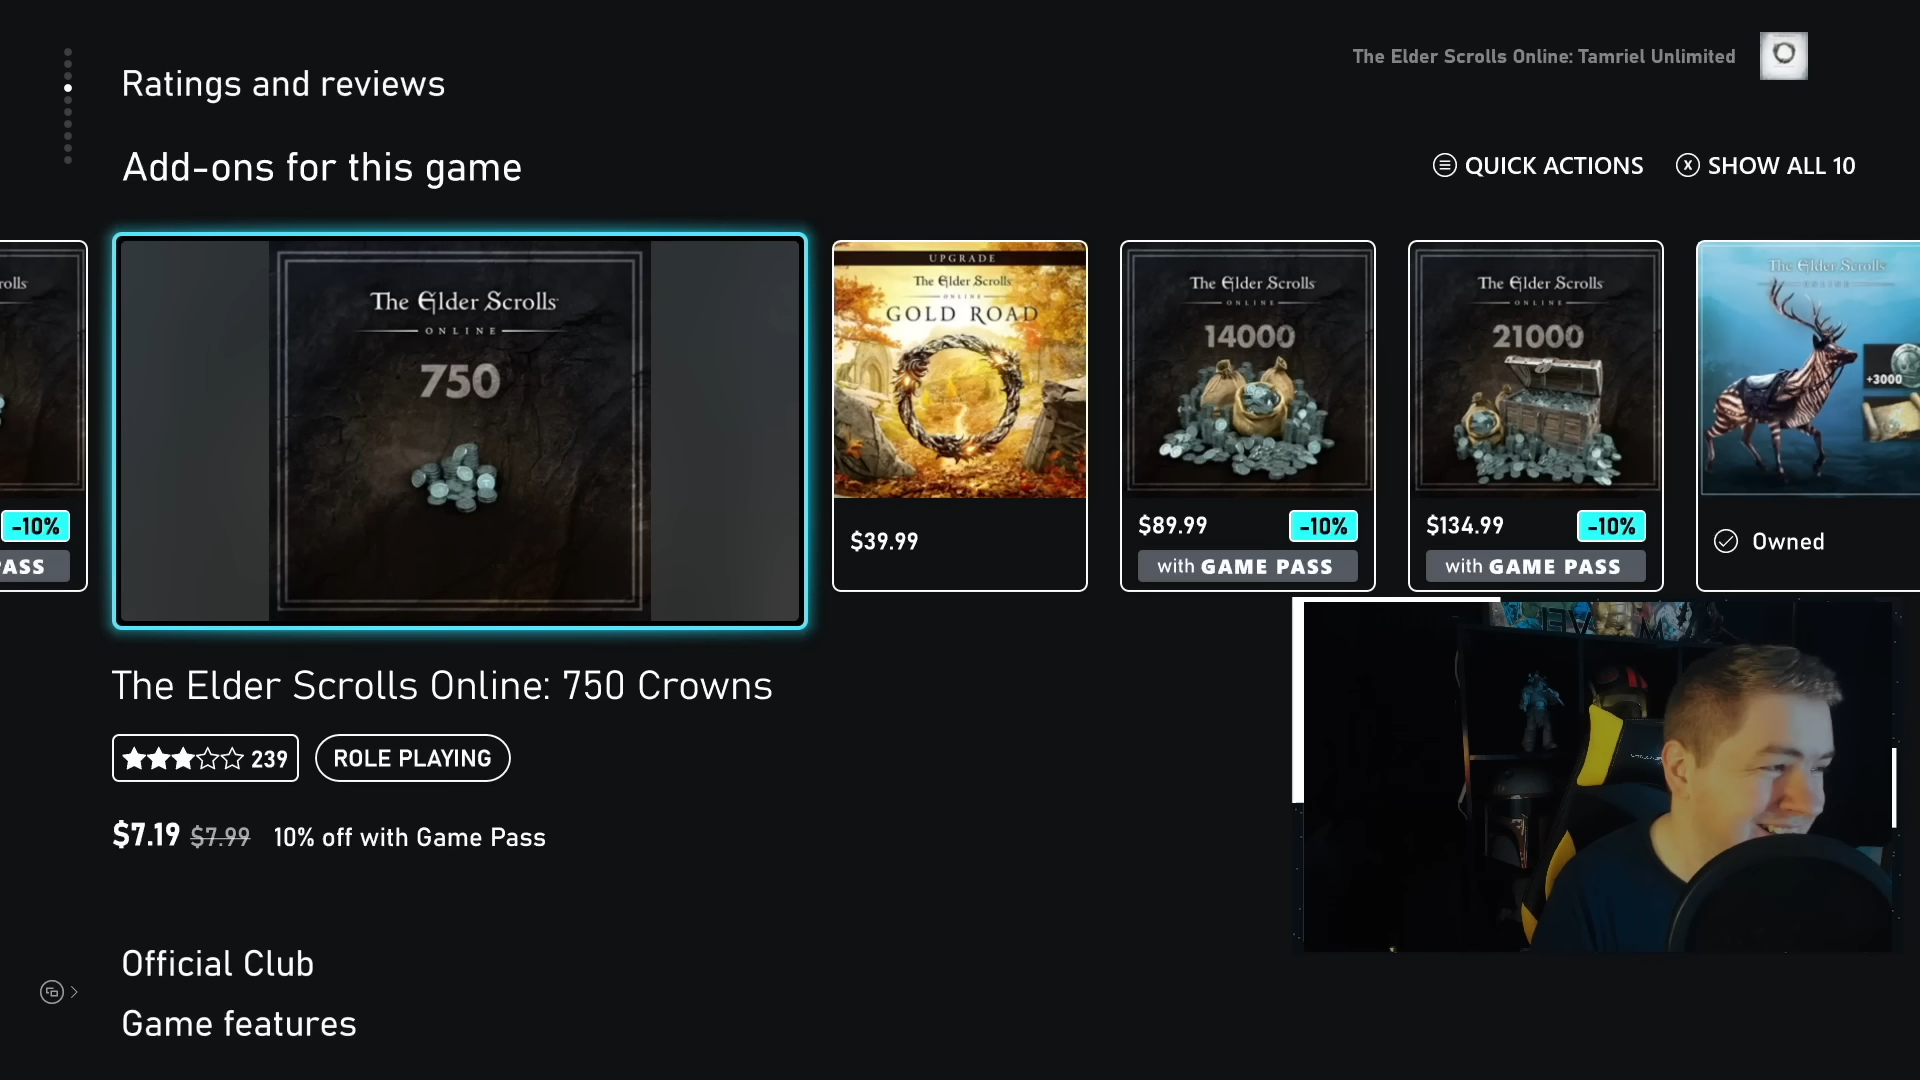 The Elder Scrolls Online: Tamriel Unlimited
Ratings and reviews
Add-ons for this game
QUICK ACTIONS
X SHOW ALL 10
rolls
-10%
PASS
The Elder Scrolls
ONLINE
750
UPGRADE
The Elder Scrolls
ONLINE
GOLD ROAD
$39.99
The Elder Scrolls
ONLINE
14000
$89.99
-10%
with GAME PASS
The Elder Scrolls
ONLINE
21000
$134.99
-10%
with GAME PASS
The Elder Scrolls
ONLINE
+3000
Owned
The Elder Scrolls Online: 750 Crowns
239
ROLE PLAYING
$7.19 $7.99 10% off with Game Pass
Official Club
Game features